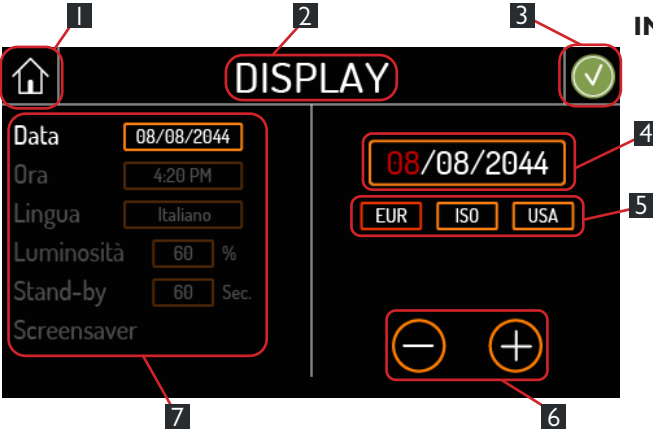 1 2 3 IN
DISPLAY
Data 08/08/2044
Ora 4:20 PM
Lingua Italiano
Luminosità 60 %
Stand-by 60 Sec.
Screensaver
08/08/2044 4
EUR ISO USA 5
7 6